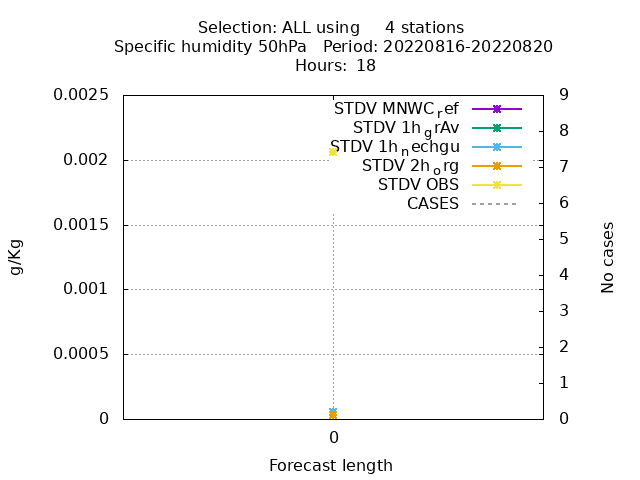 Selection: ALL using     4 stations
Specific humidity 50hPa   Period: 20220816-20220820
Hours: 18
0.0025
0.002
0.0015
0.001
0.0005
0
9
8
7
6
5
4
3
2
1
0
STDV MNWC_ref
STDV 1h_grAv
STDV 1h_nechgu
STDV 2h_org
STDV OBS
CASES
g/Kg
No cases
0
Forecast length